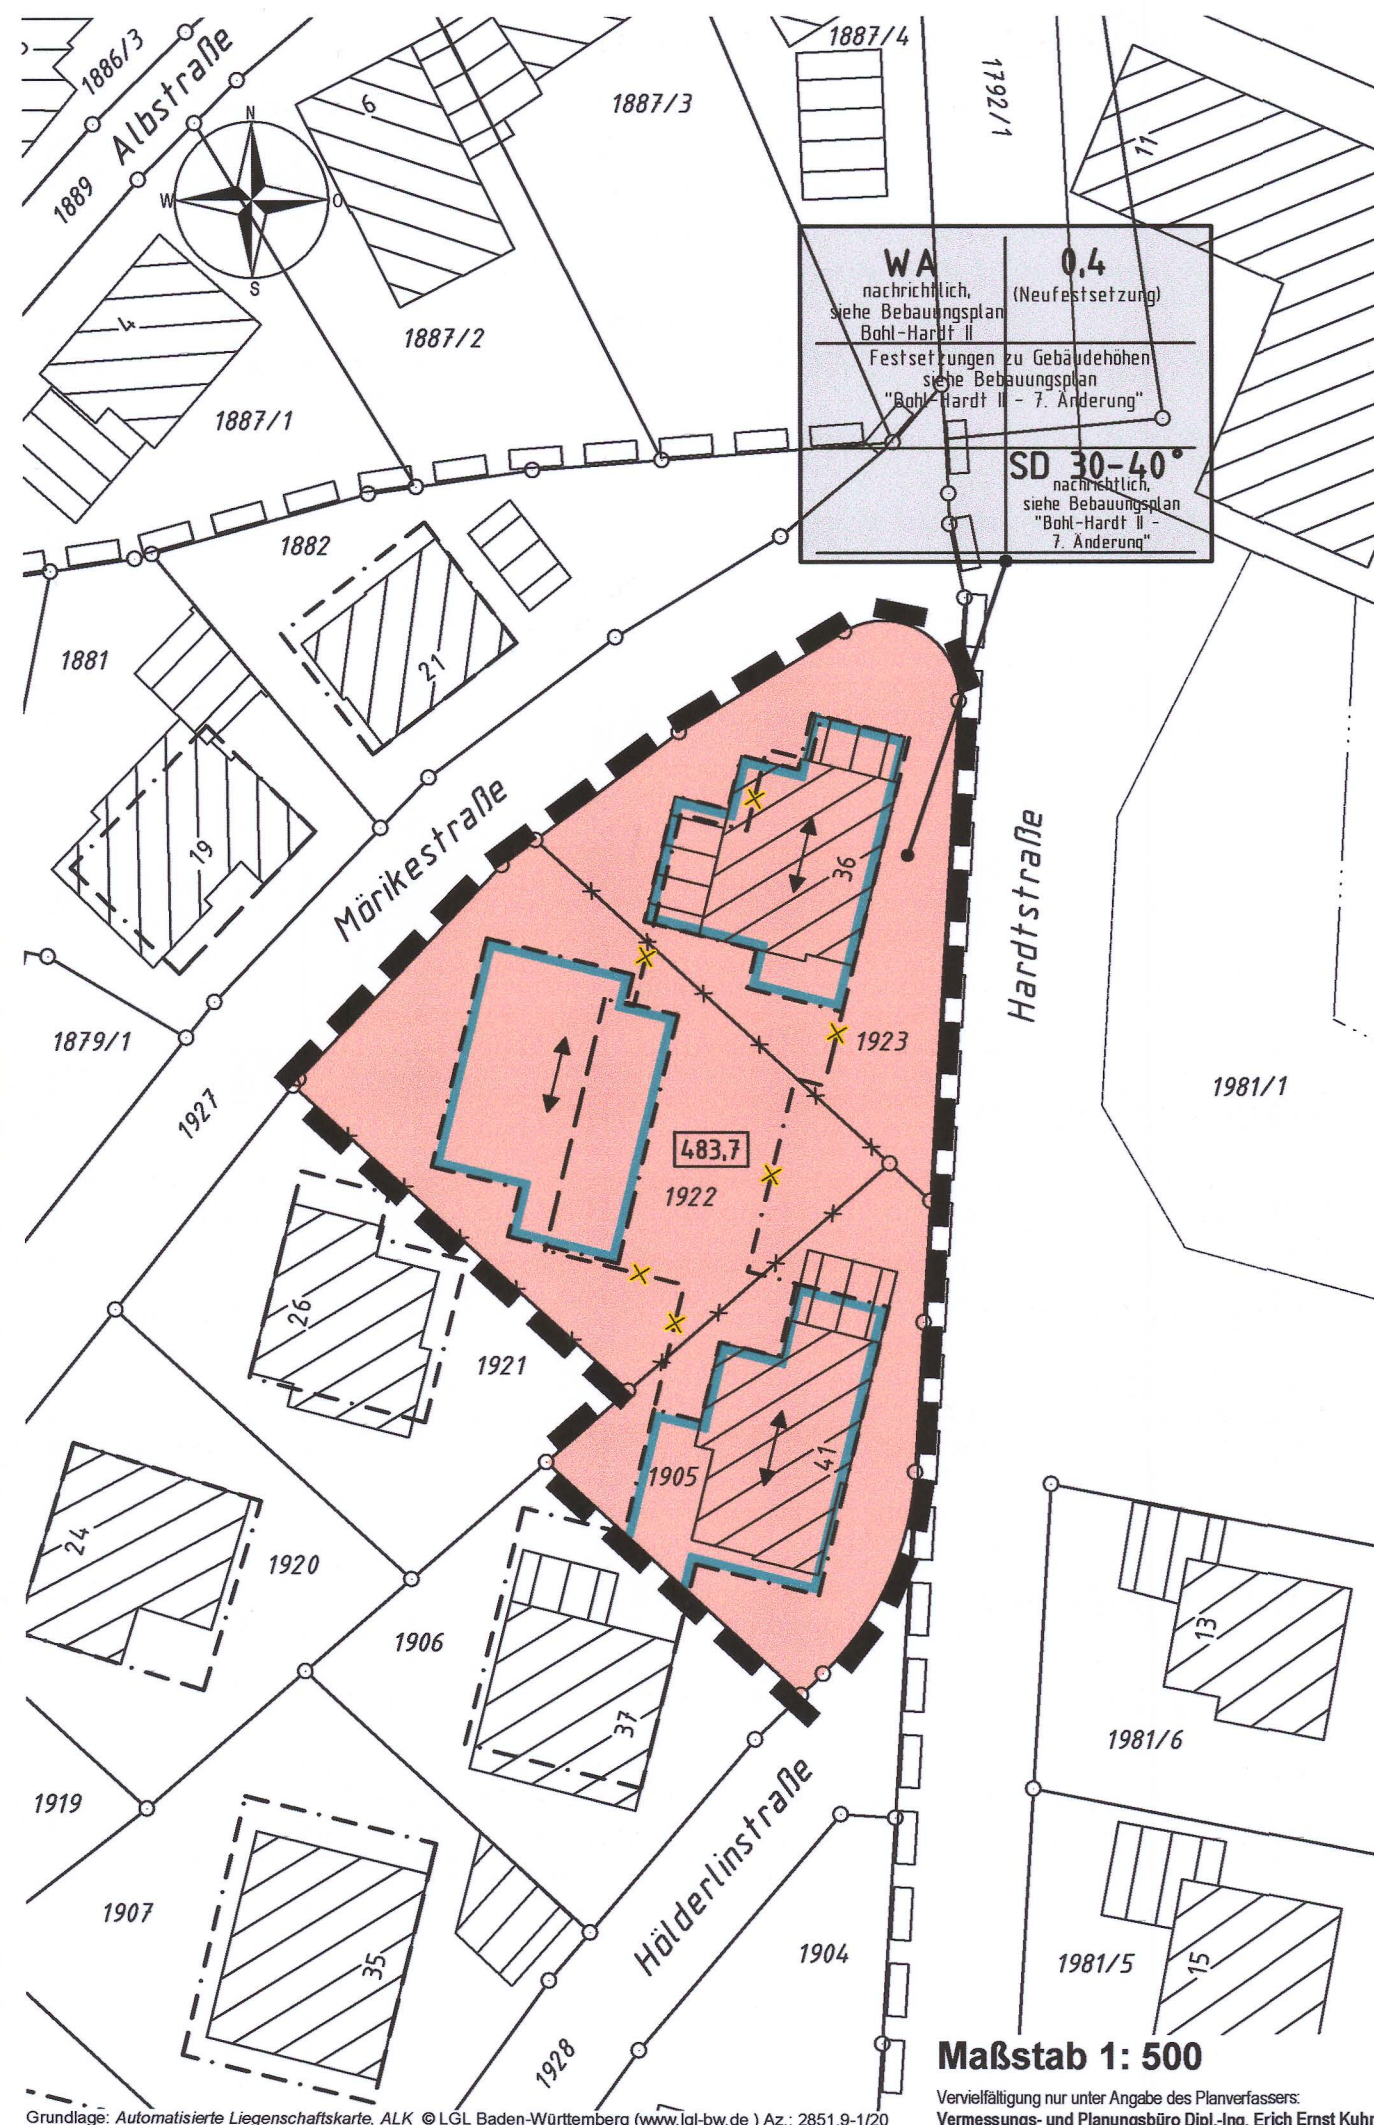 1886/3
Albstraße
1889
N
W
O
S
6
1887/3
1887/4
1792/1
11
4
1887/2
1887/1
WA
nachrichtlich,
siehe Bebauungsplan
Bohl-Hardt II
0,4
(Neufestsetzung)
Festsetzungen zu Gebäudehöhen
siehe Bebauungsplan
"Bohl-Hardt II - 7. Änderung"
SD 30-40°
nachrichtlich,
siehe Bebauungsplan
"Bohl-Hardt II -
7. Änderung"
1882
1881
21
19
Mörikestraße
36
Hardtstraße
1879/1
1927
1923
1981/1
483,7
1922
26
1921
41
1905
24
1920
1906
37
13
1981/6
1919
Hölderlinstraße
1907
35
1904
1981/5
15
1928
Maßstab 1: 500
Vervielfältigung nur unter Angabe des Planverfassers:
Vermessungs- und Planungsbüro Dipl.-Ing. Erich Ernst Kuhn
Grundlage: Automatisierte Liegenschaftskarte, ALK © LGL Baden-Württemberg (www.lgl-bw.de ) Az.: 2851.9-1/20